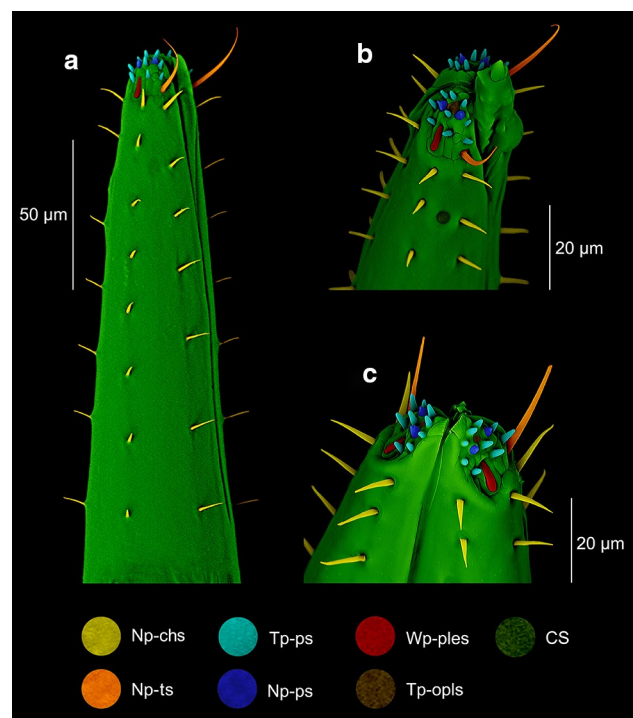 a
b
50 µm
20 µm
c
20 µm
Np-chs Tp-ps Wp-ples CS
Np-ts Np-ps Tp-opls